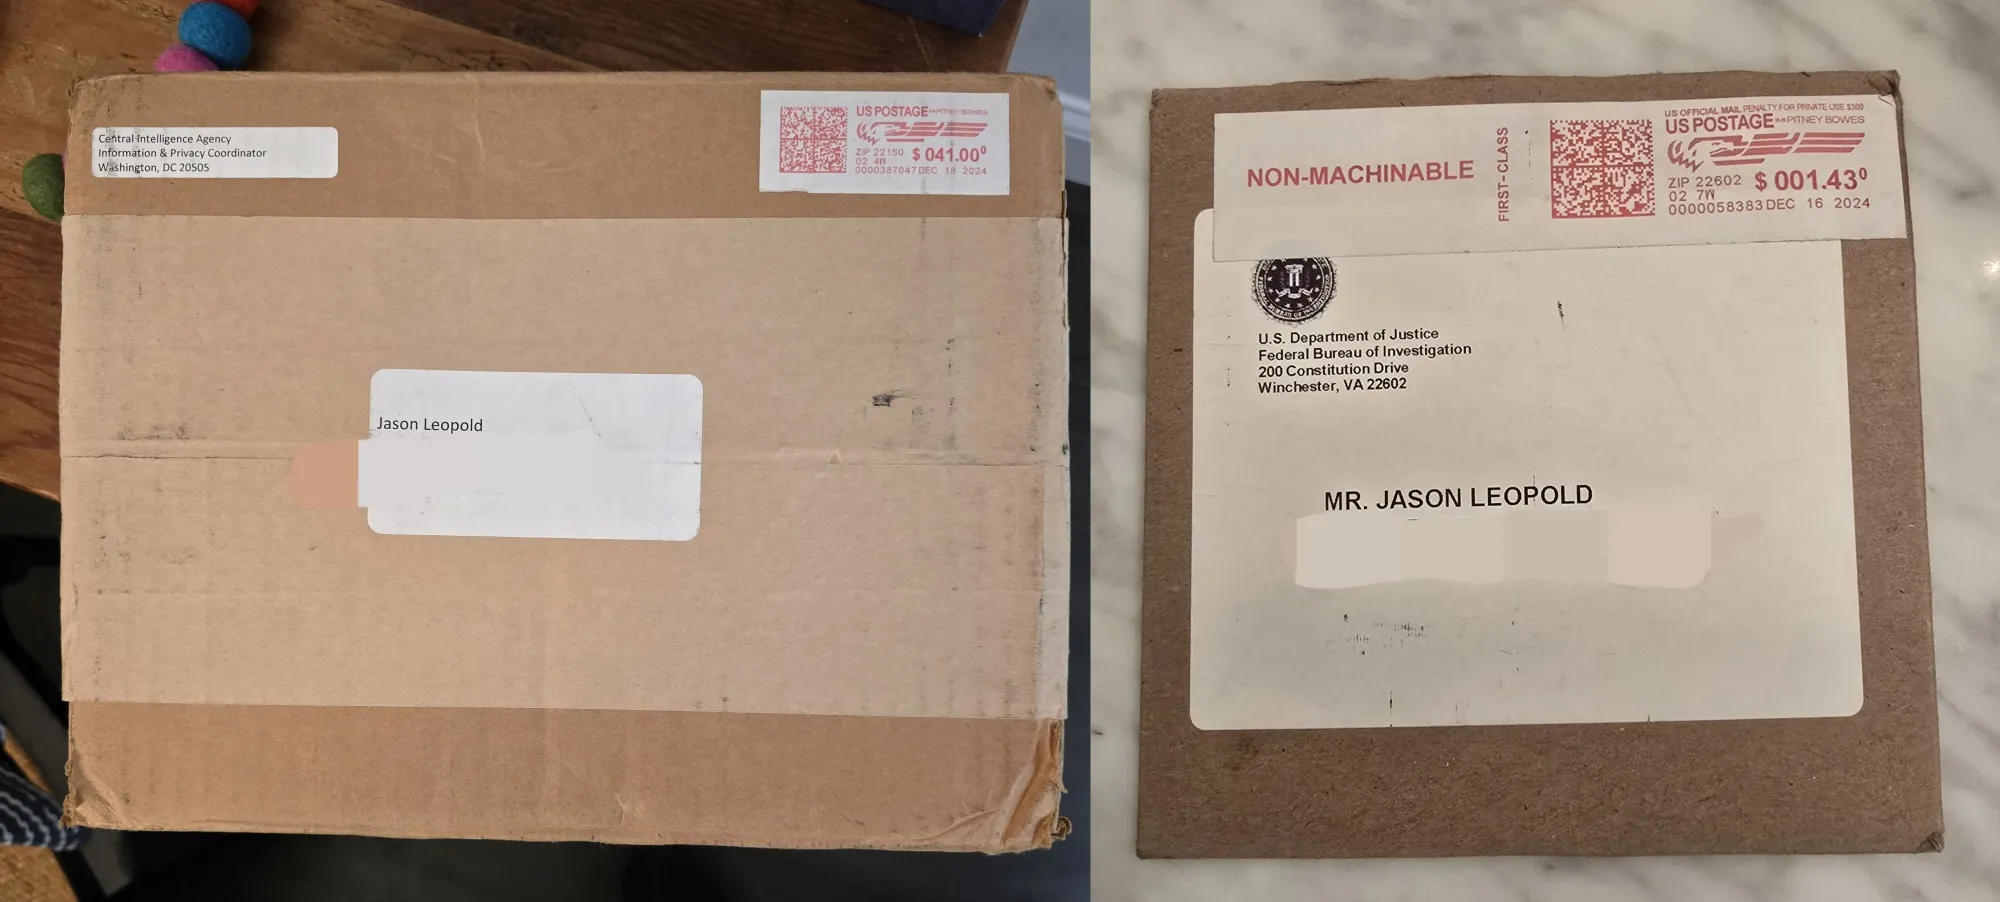 Central Intelligence Agency
Information & Privacy Coordinator
Washington, DC 20505
US POSTAGE IMI PITNEY BOWES
ZIP 22150 $ 041.00⁰
02 4W
0000387047 DEC 18 2024
Jason Leopold
NON-MACHINABLE
FIRST-CLASS
US OFFICIAL MAIL PENALTY FOR PRIVATE USE $300
US POSTAGE IMI PITNEY BOWES
ZIP 22602 $ 001.43⁰
02 7W
0000058383 DEC 16 2024
U.S. Department of Justice
Federal Bureau of Investigation
200 Constitution Drive
Winchester, VA 22602
MR. JASON LEOPOLD